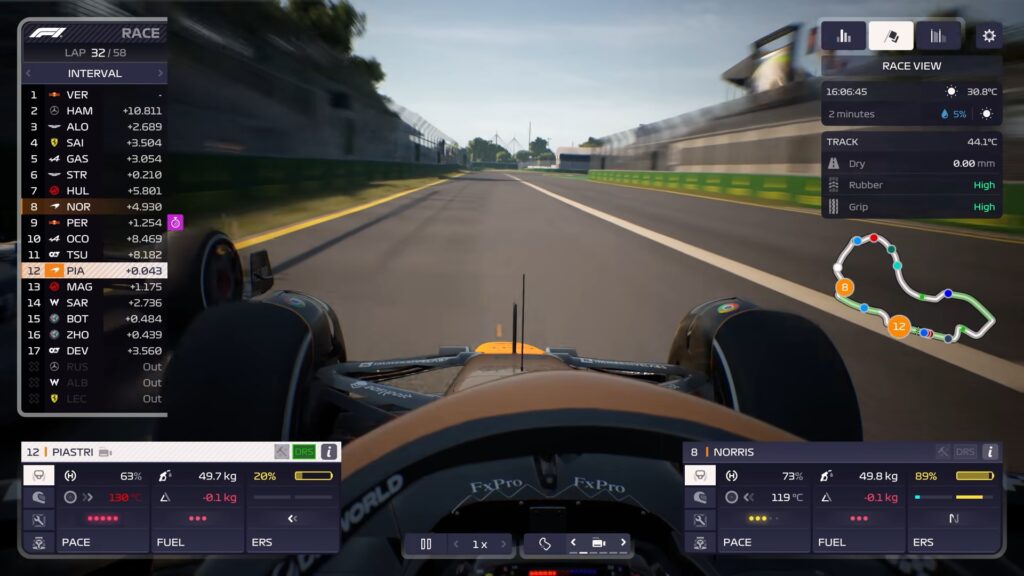 F1 RACE
LAP 32 / 58
INTERVAL
1 VER -
2 HAM +10.811
3 ALO +2.689
4 SAI +3.504
5 GAS +3.054
6 STR +0.210
7 HUL +5.801
8 NOR +4.930
9 PER +1.254
10 OCO +8.469
11 TSU +8.182
12 PIA +0.043
13 MAG +1.175
14 SAR +2.736
15 BOT +0.484
16 ZHO +0.439
17 DEV +3.560
RUS Out
ALB Out
LEC Out
RACE VIEW
16:06:45 30.8°C
2 minutes 5%
TRACK 44.1°C
Dry 0.00 mm
Rubber High
Grip High
8
12
12 PIASTRI DRS i
63% 49.7 kg 20%
130 °C -0.1 kg
PACE FUEL ERS
WORLD
FxPro FxPro
1x
8 NORRIS DRS i
73% 49.8 kg 89%
119 °C -0.1 kg
N
PACE FUEL ERS